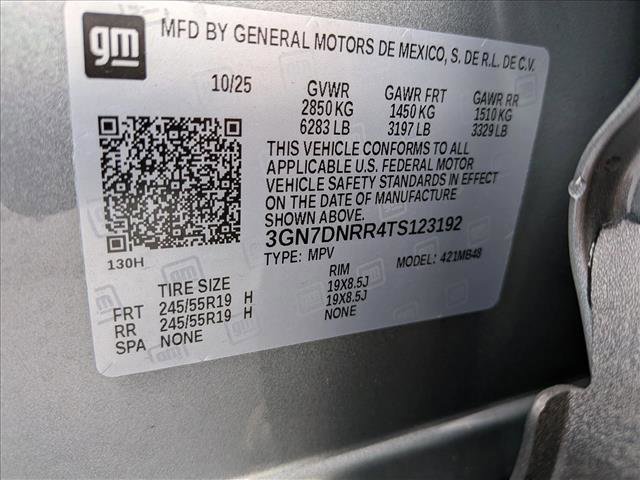 gm
MFD BY GENERAL MOTORS DE MEXICO, S. DE R.L. DE C.V.
10/25 GVWR GAWR FRT GAWR RR
2850 KG 1450 KG 1510 KG
6283 LB 3197 LB 3329 LB
THIS VEHICLE CONFORMS TO ALL
APPLICABLE U.S. FEDERAL MOTOR
VEHICLE SAFETY STANDARDS IN EFFECT
ON THE DATE OF MANUFACTURE
SHOWN ABOVE.
3GN7DNRR4TS123192
130H TYPE: MPV MODEL: 421MB48
TIRE SIZE RIM
FRT 245/55R19 H 19X8.5J
RR 245/55R19 H 19X8.5J
SPA NONE NONE